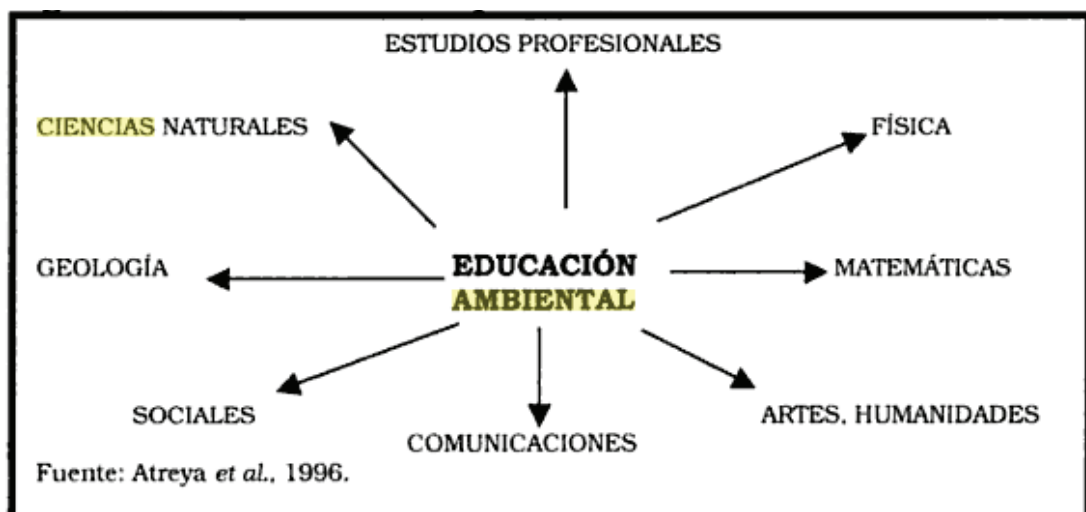 ESTUDIOS PROFESIONALES
CIENCIAS NATURALES
FÍSICA
GEOLOGÍA
EDUCACIÓN
AMBIENTAL
MATEMÁTICAS
SOCIALES
COMUNICACIONES
ARTES, HUMANIDADES
Fuente: Atreya et al., 1996.